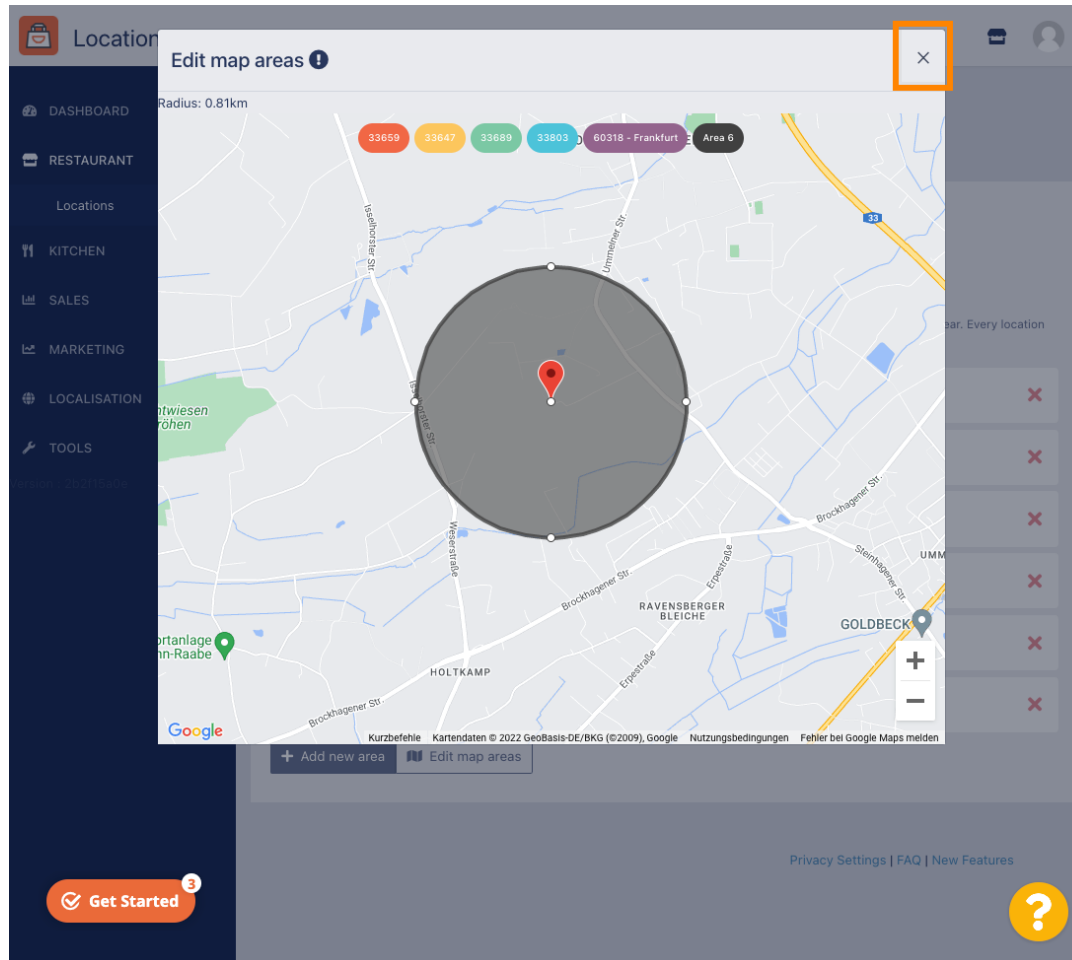 Location
Edit map areas
Radius: 0.81km
33659
33647
33689
33803
60318 - Frankfurt
Area 6
DASHBOARD
RESTAURANT
Locations
KITCHEN
SALES
MARKETING
LOCALISATION
TOOLS
ear. Every location
33
Isselhorster Str.
Ummelner Str.
Isselhorster Str.
ntwiesen
röhen
Brockhagener Str.
Steinhagener Str.
UMM
Weserstraße
Erpestraße
Brockhagener Str.
RAVENSBERGER
BLEICHE
GOLDBECK
ortanlage
nn-Raabe
HOLTKAMP
Erpestraße
Brockhagener Str.
Google
Kurzbefehle Kartendaten © 2022 GeoBasis-DE/BKG (©2009), Google Nutzungsbedingungen Fehler bei Google Maps melden
+ Add new area
Edit map areas
Privacy Settings | FAQ | New Features
Get Started
3
?